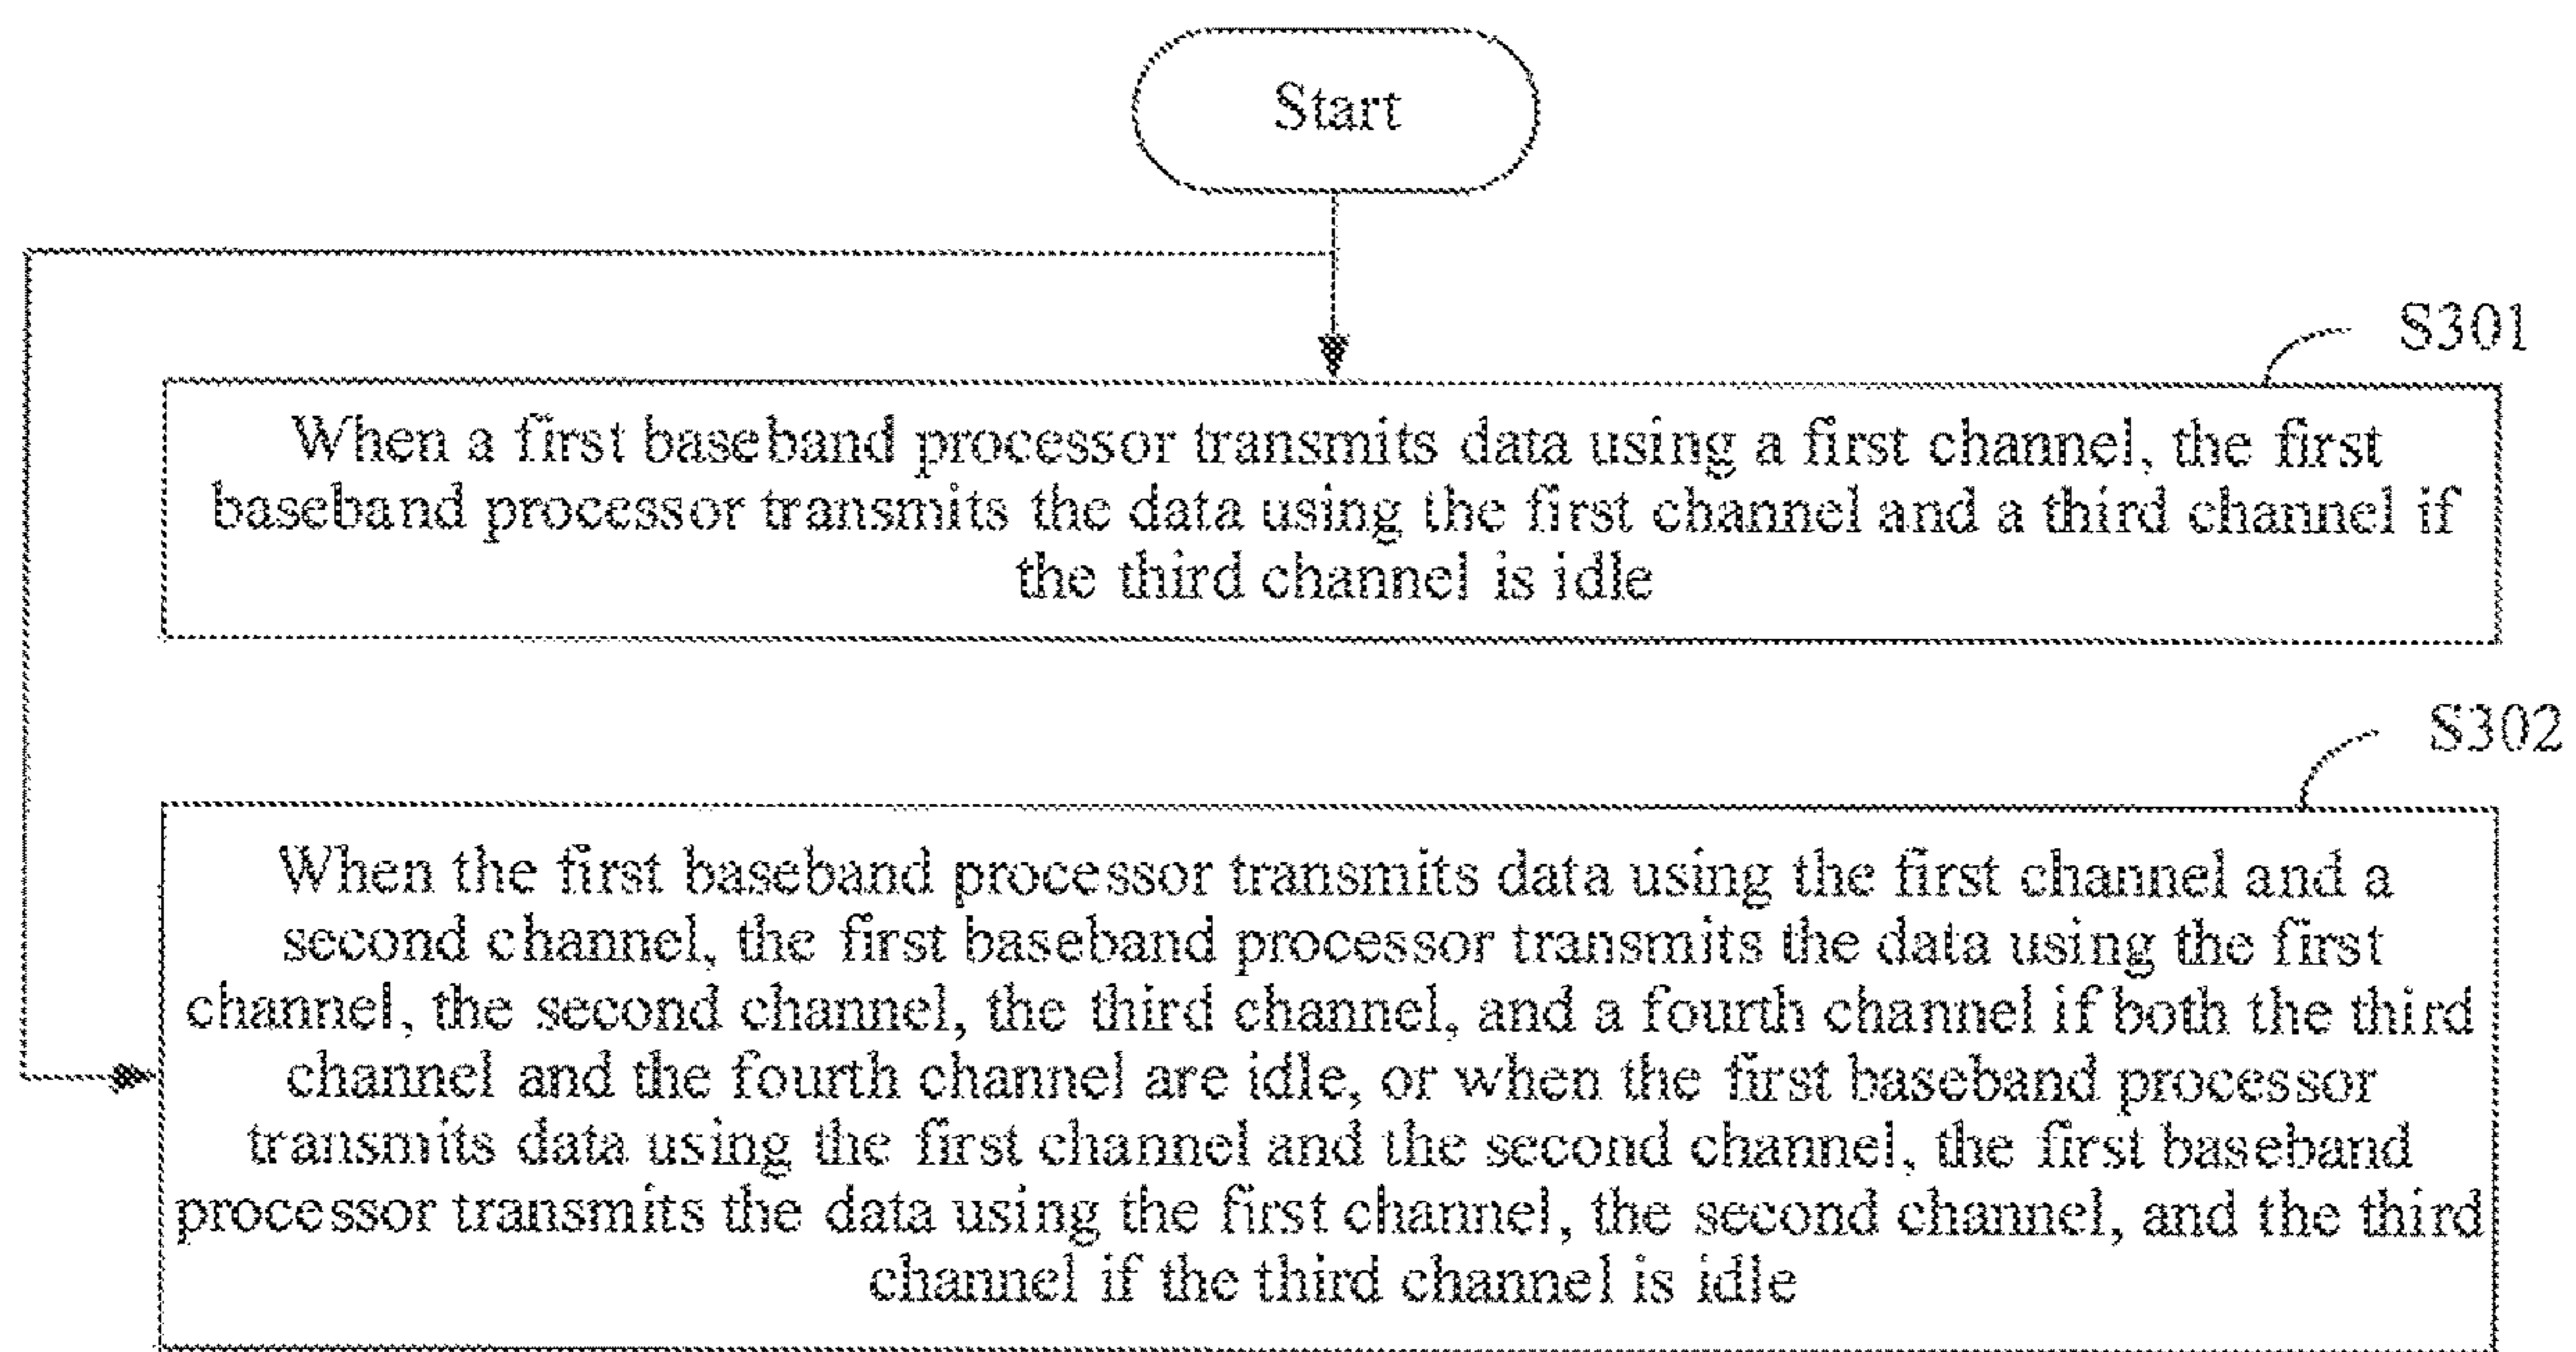 Start
S301
When a first baseband processor transmits data using a first channel, the first
baseband processor transmits the data using the first channel and a third channel if
the third channel is idle
S302
When the first baseband processor transmits data using the first channel and a
second channel, the first baseband processor transmits the data using the first
channel, the second channel, the third channel, and a fourth channel if both the third
channel and the fourth channel are idle, or when the first baseband processor
transmits data using the first channel and the second channel, the first baseband
processor transmits the data using the first channel, the second channel, and the third
channel if the third channel is idle